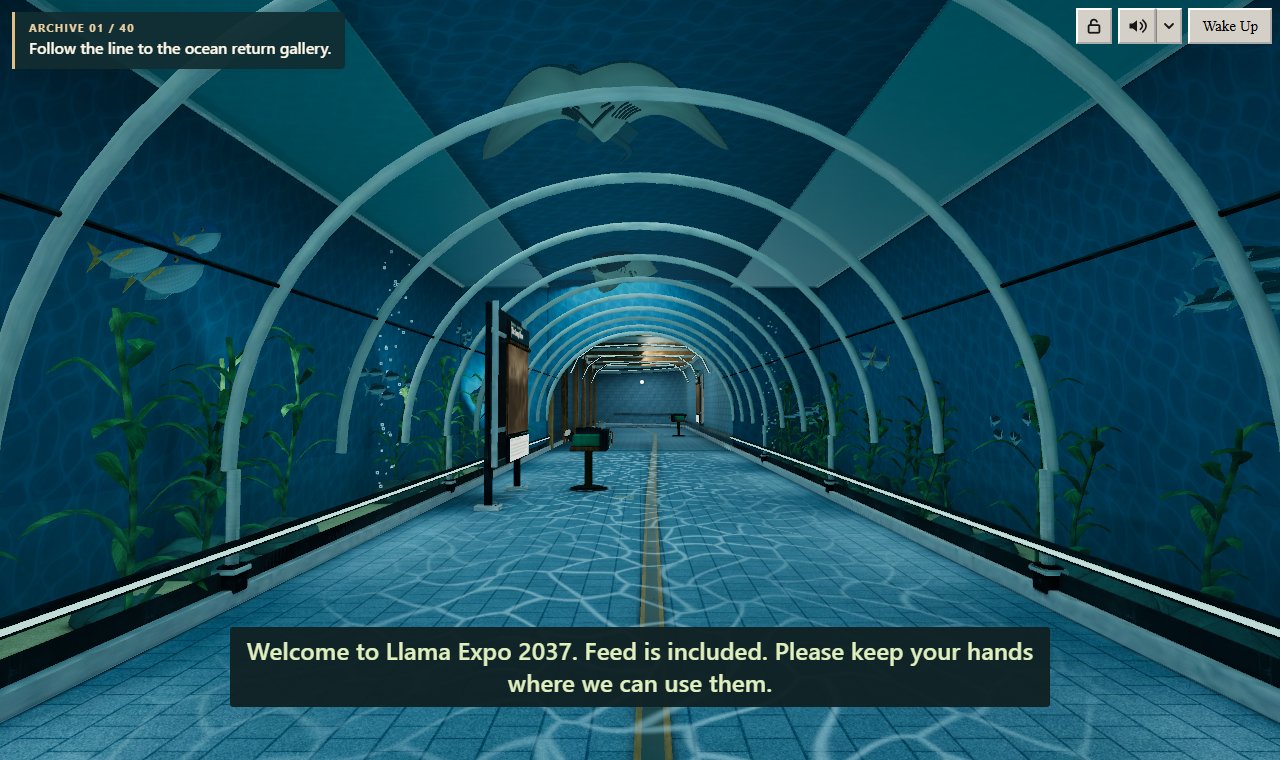 ARCHIVE 01 / 40
Follow the line to the ocean return gallery.
Wake Up
Welcome to Llama Expo 2037. Feed is included. Please keep your hands
where we can use them.